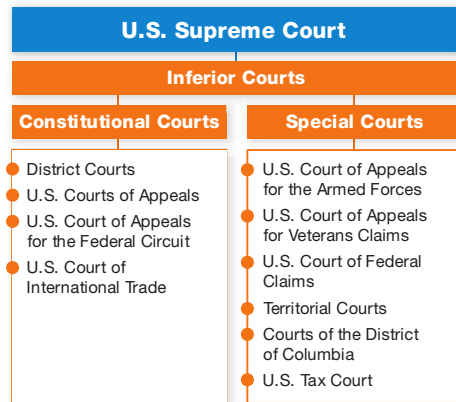 U.S. Supreme Court
Inferior Courts
Constitutional Courts
District Courts
U.S. Courts of Appeals
U.S. Court of Appeals
for the Federal Circuit
U.S. Court of
International Trade
Special Courts
U.S. Court of Appeals
for the Armed Forces
U.S. Court of Appeals
for Veterans Claims
U.S. Court of Federal
Claims
Territorial Courts
Courts of the District
of Columbia
U.S. Tax Court